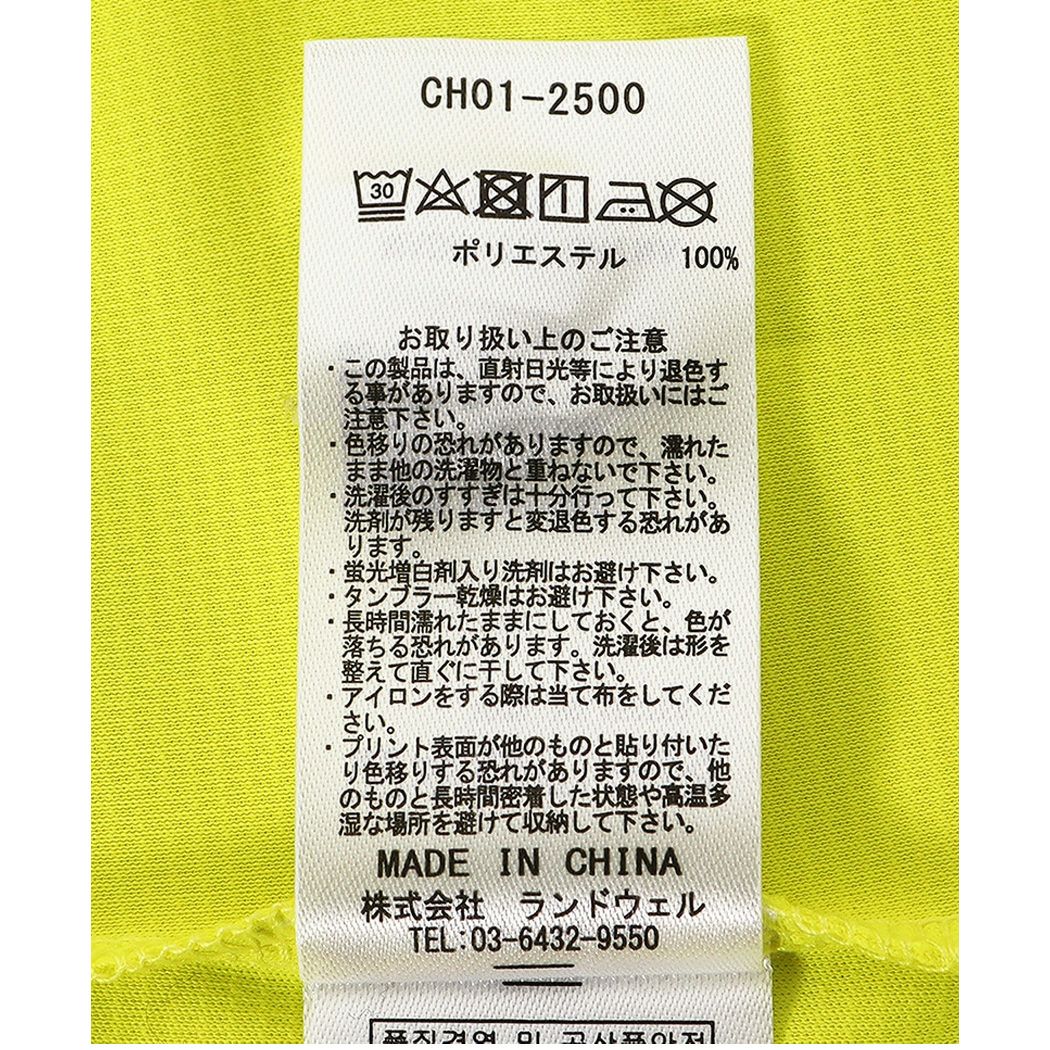 CH01-2500
30
ポリエステル 100%
お取り扱い上のご注意
・この製品は、直射日光等により退色す
る事がありますので、お取扱いにはご
注意下さい。
・色移りの恐れがありますので、濡れた
まま他の洗濯物と重ねないで下さい。
・洗濯後のすすぎは十分行って下さい。
洗剤が残りますと変退色する恐れがあ
ります。
・蛍光増白剤入り洗剤はお避け下さい。
・タンブラー乾燥はお避け下さい。
・長時間濡れたままにしておくと、色が
落ちる恐れがあります。洗濯後は形を
整えて直ぐに干して下さい。
・アイロンをする際は当て布をしてくだ
さい。
・プリント表面が他のものと貼り付いた
り色移りする恐れがありますので、他
のものと長時間密着した状態や高温多
湿な場所を避けて収納して下さい。
MADE IN CHINA
株式会社 ランドウェル
TEL:03-6432-9550
품질경영 및 공산품안전